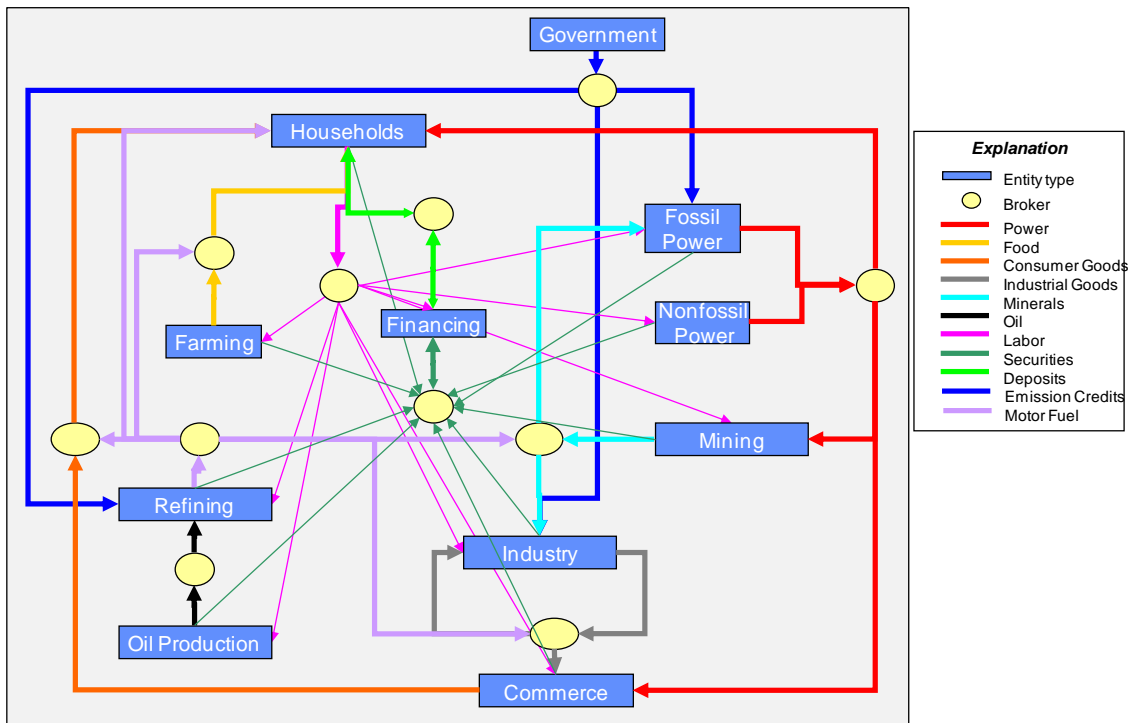 Government
Households
Fossil
Power
Nonfossil
Power
Financing
Farming
Mining
Refining
Industry
Oil Production
Commerce
Explanation
Entity type
Broker
Power
Food
Consumer Goods
Industrial Goods
Minerals
Oil
Labor
Securities
Deposits
Emission Credits
Motor Fuel